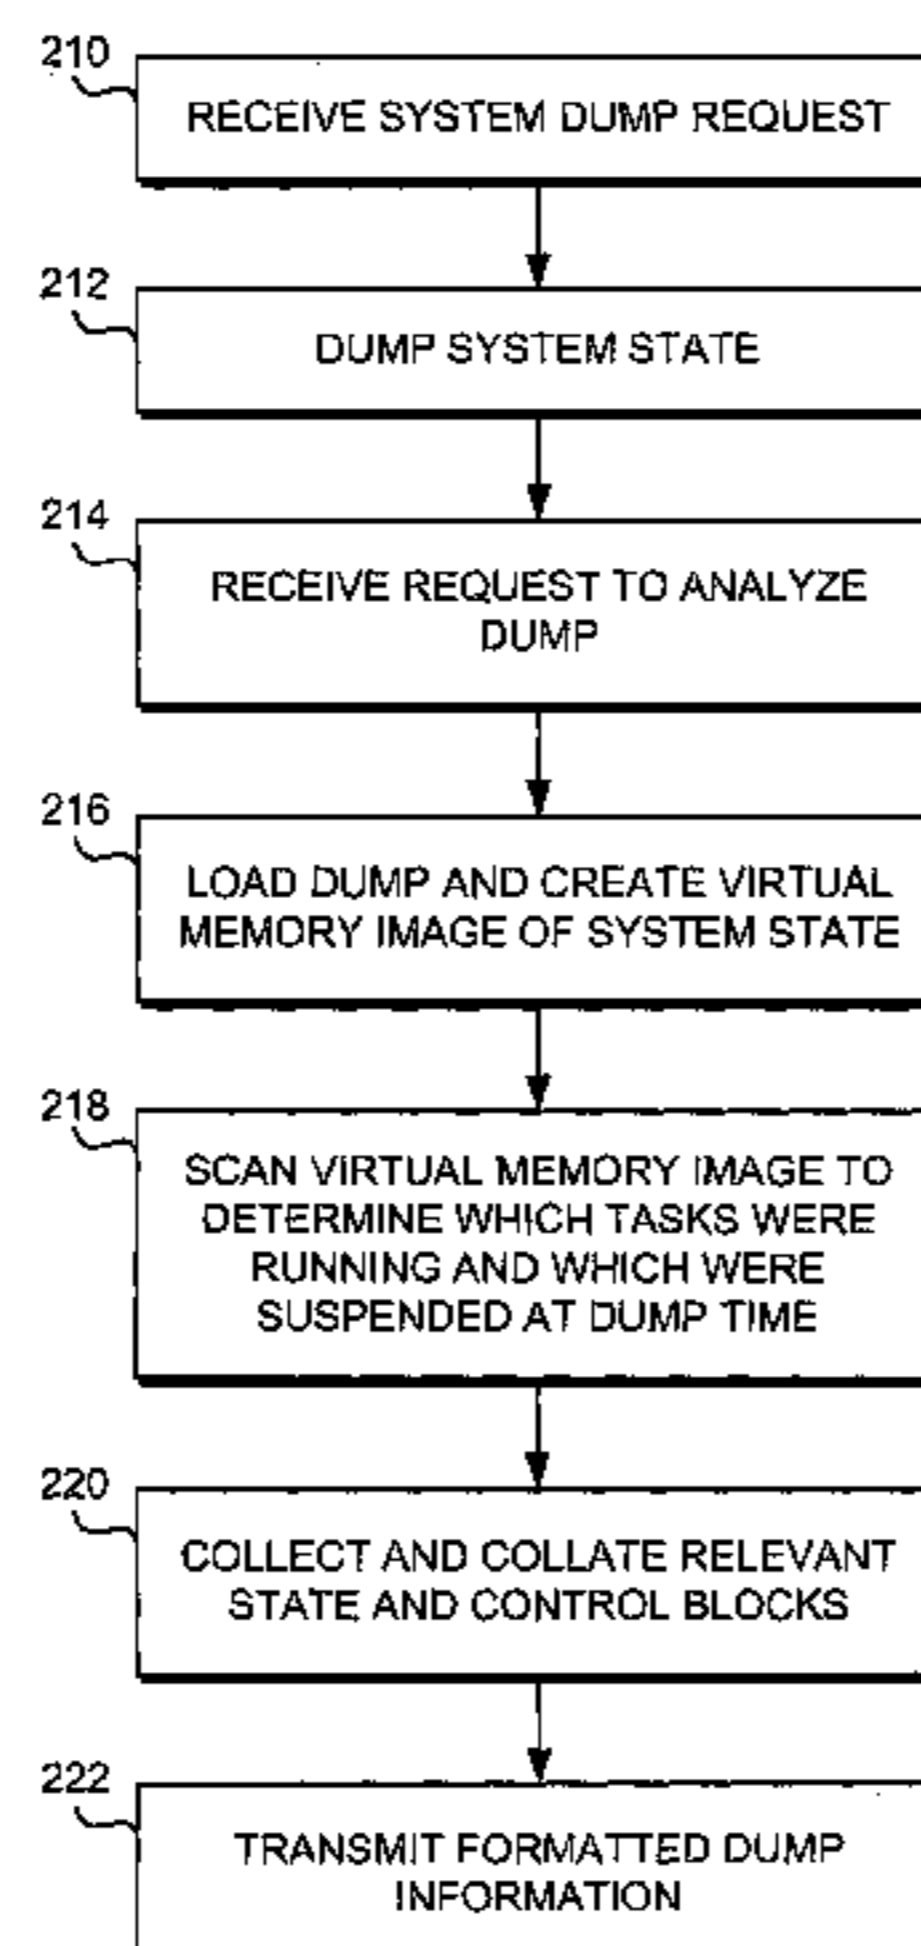 210
RECEIVE SYSTEM DUMP REQUEST
212
DUMP SYSTEM STATE
214
RECEIVE REQUEST TO ANALYZE
DUMP
216
LOAD DUMP AND CREATE VIRTUAL
MEMORY IMAGE OF SYSTEM STATE
218
SCAN VIRTUAL MEMORY IMAGE TO
DETERMINE WHICH TASKS WERE
RUNNING AND WHICH WERE
SUSPENDED AT DUMP TIME
220
COLLECT AND COLLATE RELEVANT
STATE AND CONTROL BLOCKS
222
TRANSMIT FORMATTED DUMP
INFORMATION